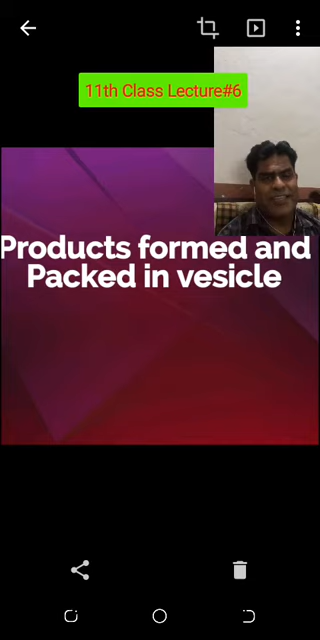 11th Class Lecture#6
Products formed and
Packed in vesicle